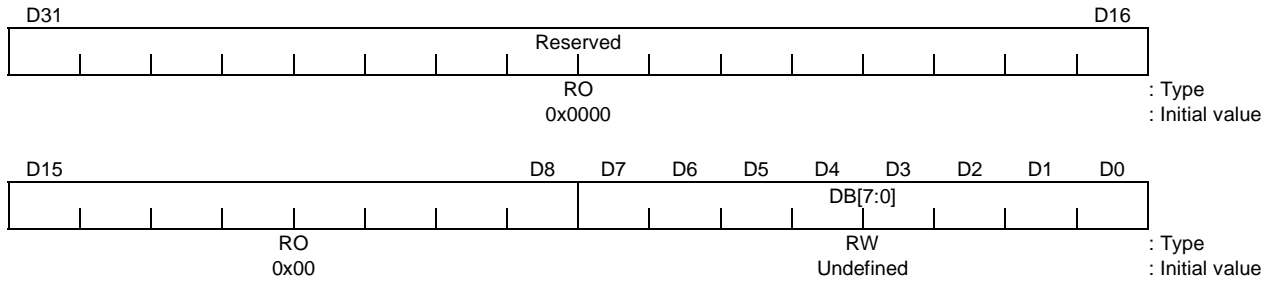 D31 D16
Reserved
RO : Type
0x0000 : Initial value
D15 D8 D7 D6 D5 D4 D3 D2 D1 D0
DB[7:0]
RO RW : Type
0x00 Undefined : Initial value